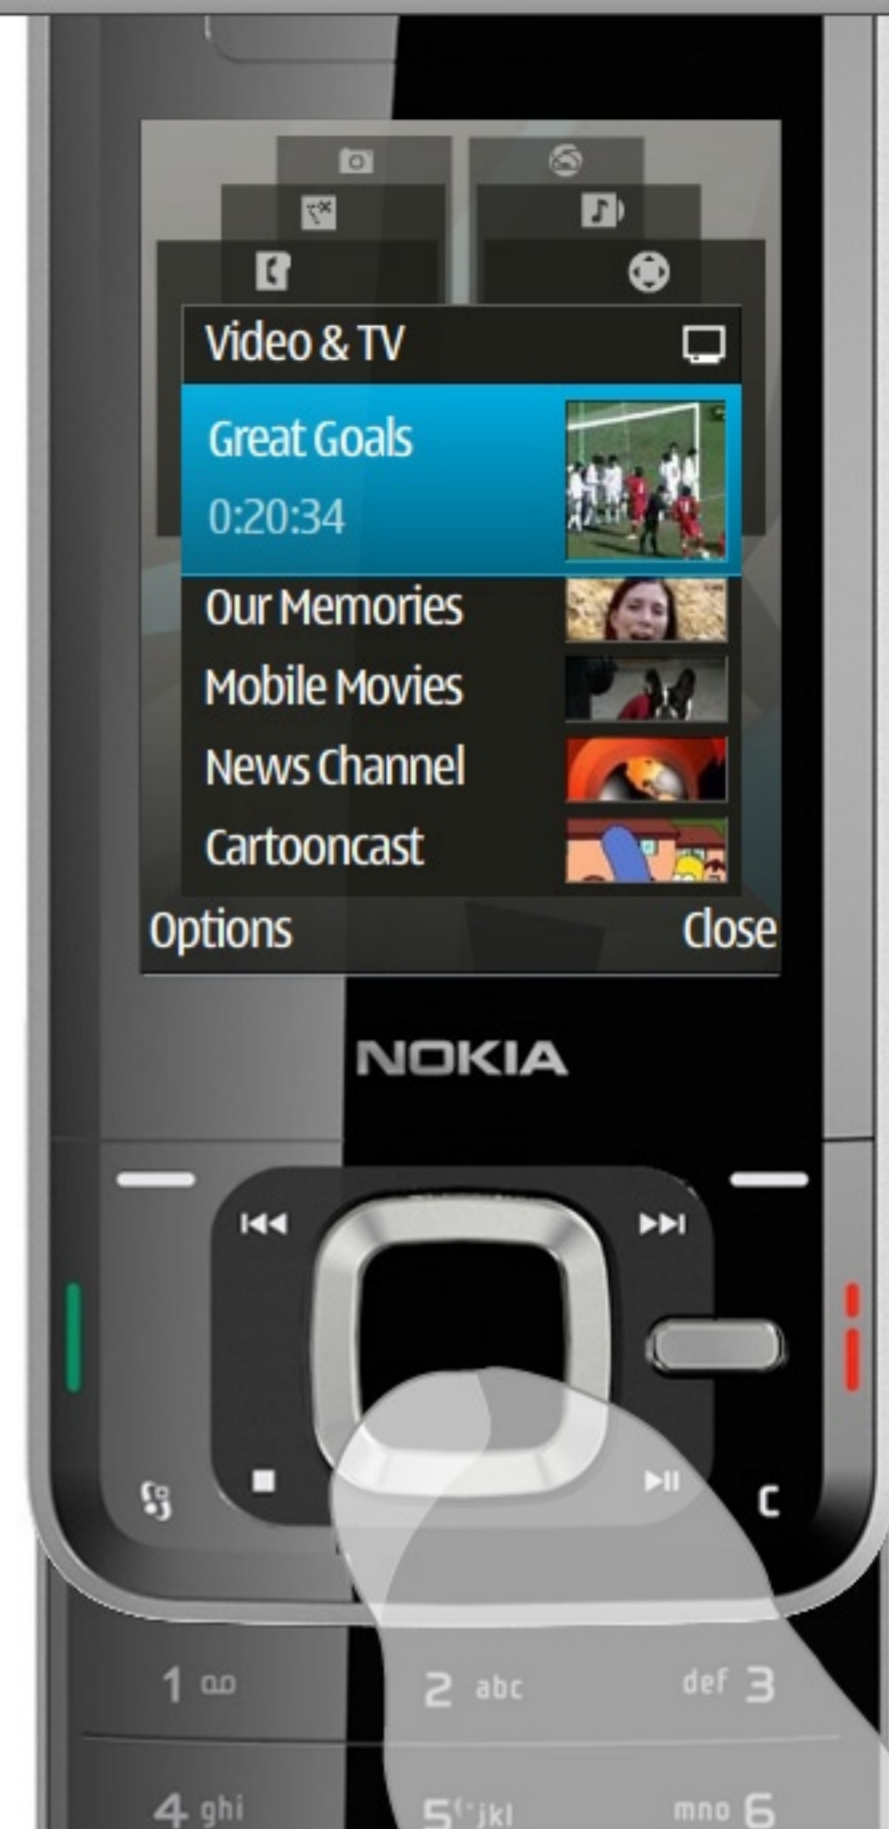 Video & TV
Great Goals
0:20:34
Our Memories
Mobile Movies
News Channel
Cartooncast
Options
Close
NOKIA
C
1
2 abc
def 3
4 ghi
5 jkl
mno 6